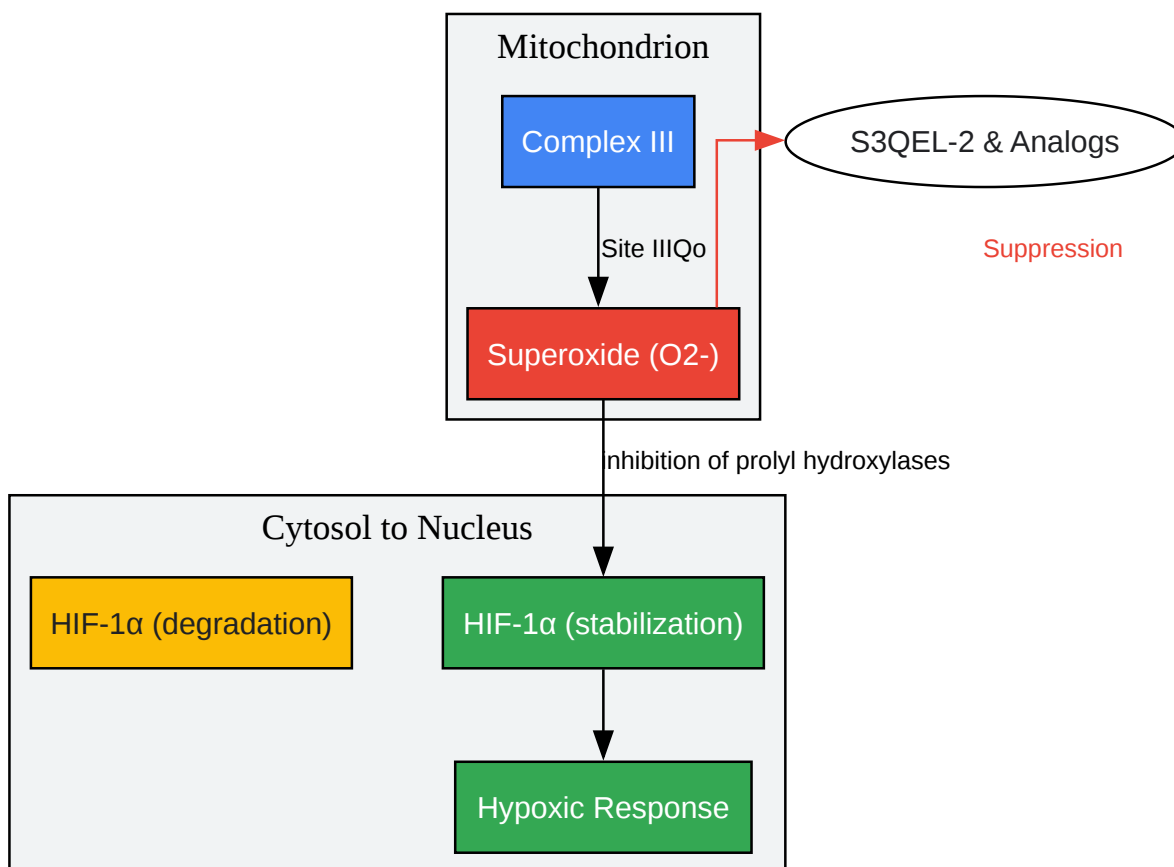 Mitochondrion
Complex III
S3QEL-2 & Analogs
Site IIIQo
Suppression
Superoxide (O2-)
inhibition of prolyl hydroxylases
Cytosol to Nucleus
HIF-1α (degradation)
HIF-1α (stabilization)
Hypoxic Response